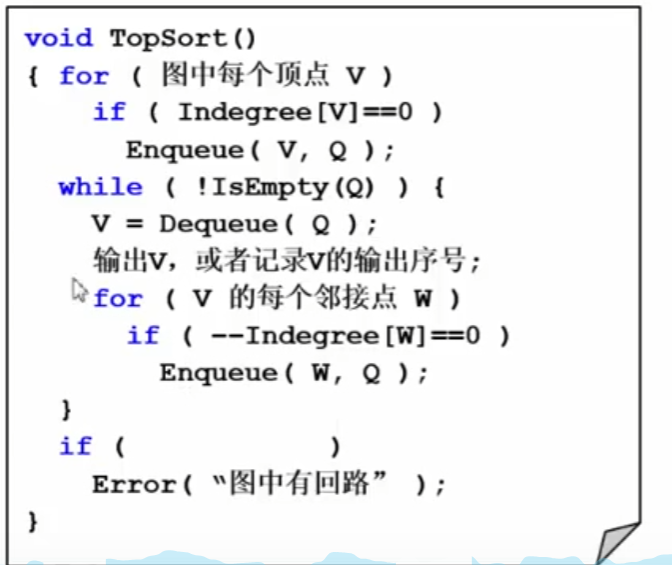 void TopSort()
{ for ( 图中每个顶点 V )
if ( Indegree[V]==0 )
Enqueue( V, Q );
while ( !IsEmpty(Q) ) {
V = Dequeue( Q );
输出V，或者记录V的输出序号；
for ( V 的每个邻接点 W )
if ( --Indegree[W]==0 )
Enqueue( W, Q );
}
if ( )
Error( “图中有回路” );
}